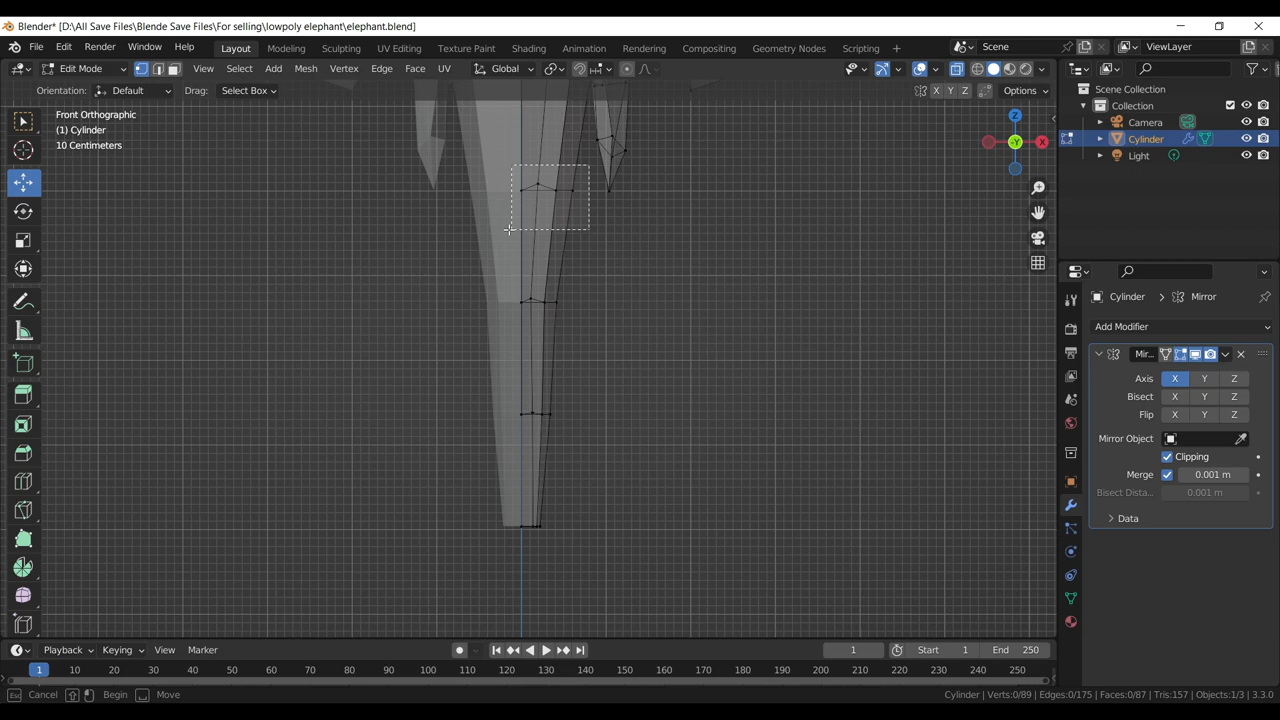 Blender* [D:\All Save Files\Blende Save Files\For selling\lowpoly elephant\elephant.blend]
File Edit Render Window Help Layout Modeling Sculpting UV Editing Texture Paint Shading Animation Rendering Compositing Geometry Nodes Scripting + Scene ViewLayer
Edit Mode View Select Add Mesh Vertex Edge Face UV Global
Orientation: Default Drag: Select Box X Y Z Options
Scene Collection
Collection
Camera
Cylinder
Light
Front Orthographic
(1) Cylinder
10 Centimeters
Z
-Y
X
Cylinder > Mirror
Add Modifier
Mir...
Axis X Y Z
Bisect X Y Z
Flip X Y Z
Mirror Object
Clipping
Merge 0.001 m
Bisect Dista... 0.001 m
Data
Playback Keying View Marker 1 Start 1 End 250
1 10 20 30 40 50 60 70 80 90 100 110 120 130 140 150 160 170 180 190 200 210 220 230 240 250
Esc Cancel Begin Move Cylinder | Verts:0/89 | Edges:0/175 | Faces:0/87 | Tris:157 | Objects:1/3 | 3.3.0